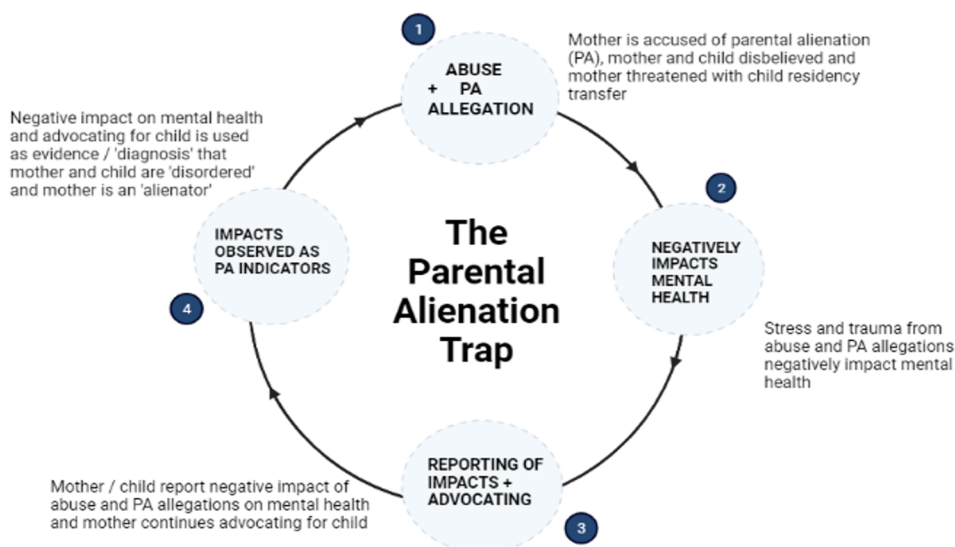 1
ABUSE
+ PA
ALLEGATION
Mother is accused of parental alienation
(PA), mother and child disbelieved and
mother threatened with child residency
transfer
2
NEGATIVELY
IMPACTS
MENTAL
HEALTH
Stress and trauma from
abuse and PA allegations
negatively impact mental
health
3
REPORTING OF
IMPACTS +
ADVOCATING
Mother / child report negative impact of
abuse and PA allegations on mental health
and mother continues advocating for child
4
IMPACTS
OBSERVED AS
PA INDICATORS
Negative impact on mental health
and advocating for child is used
as evidence / 'diagnosis' that
mother and child are 'disordered'
and mother is an 'alienator'
The
Parental
Alienation
Trap